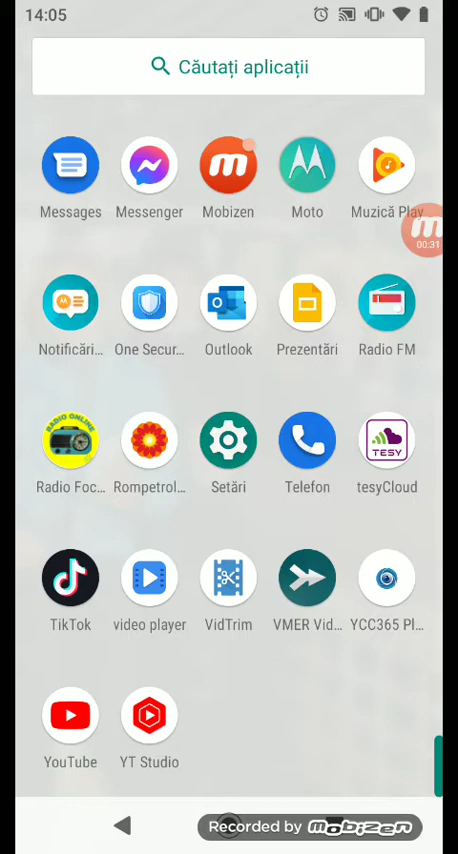 14:05
Căutați aplicații
Messages Messenger Mobizen Moto Muzică Play
00:31
Notificări... One Secur... Outlook Prezentări Radio FM
RADIO ONLINE
Radio Foc... Rompetrol... Setări Telefon tesyCloud
TESY
TikTok video player VidTrim VMER Vid... YCC365 Pl...
YouTube YT Studio
Recorded by mobizen